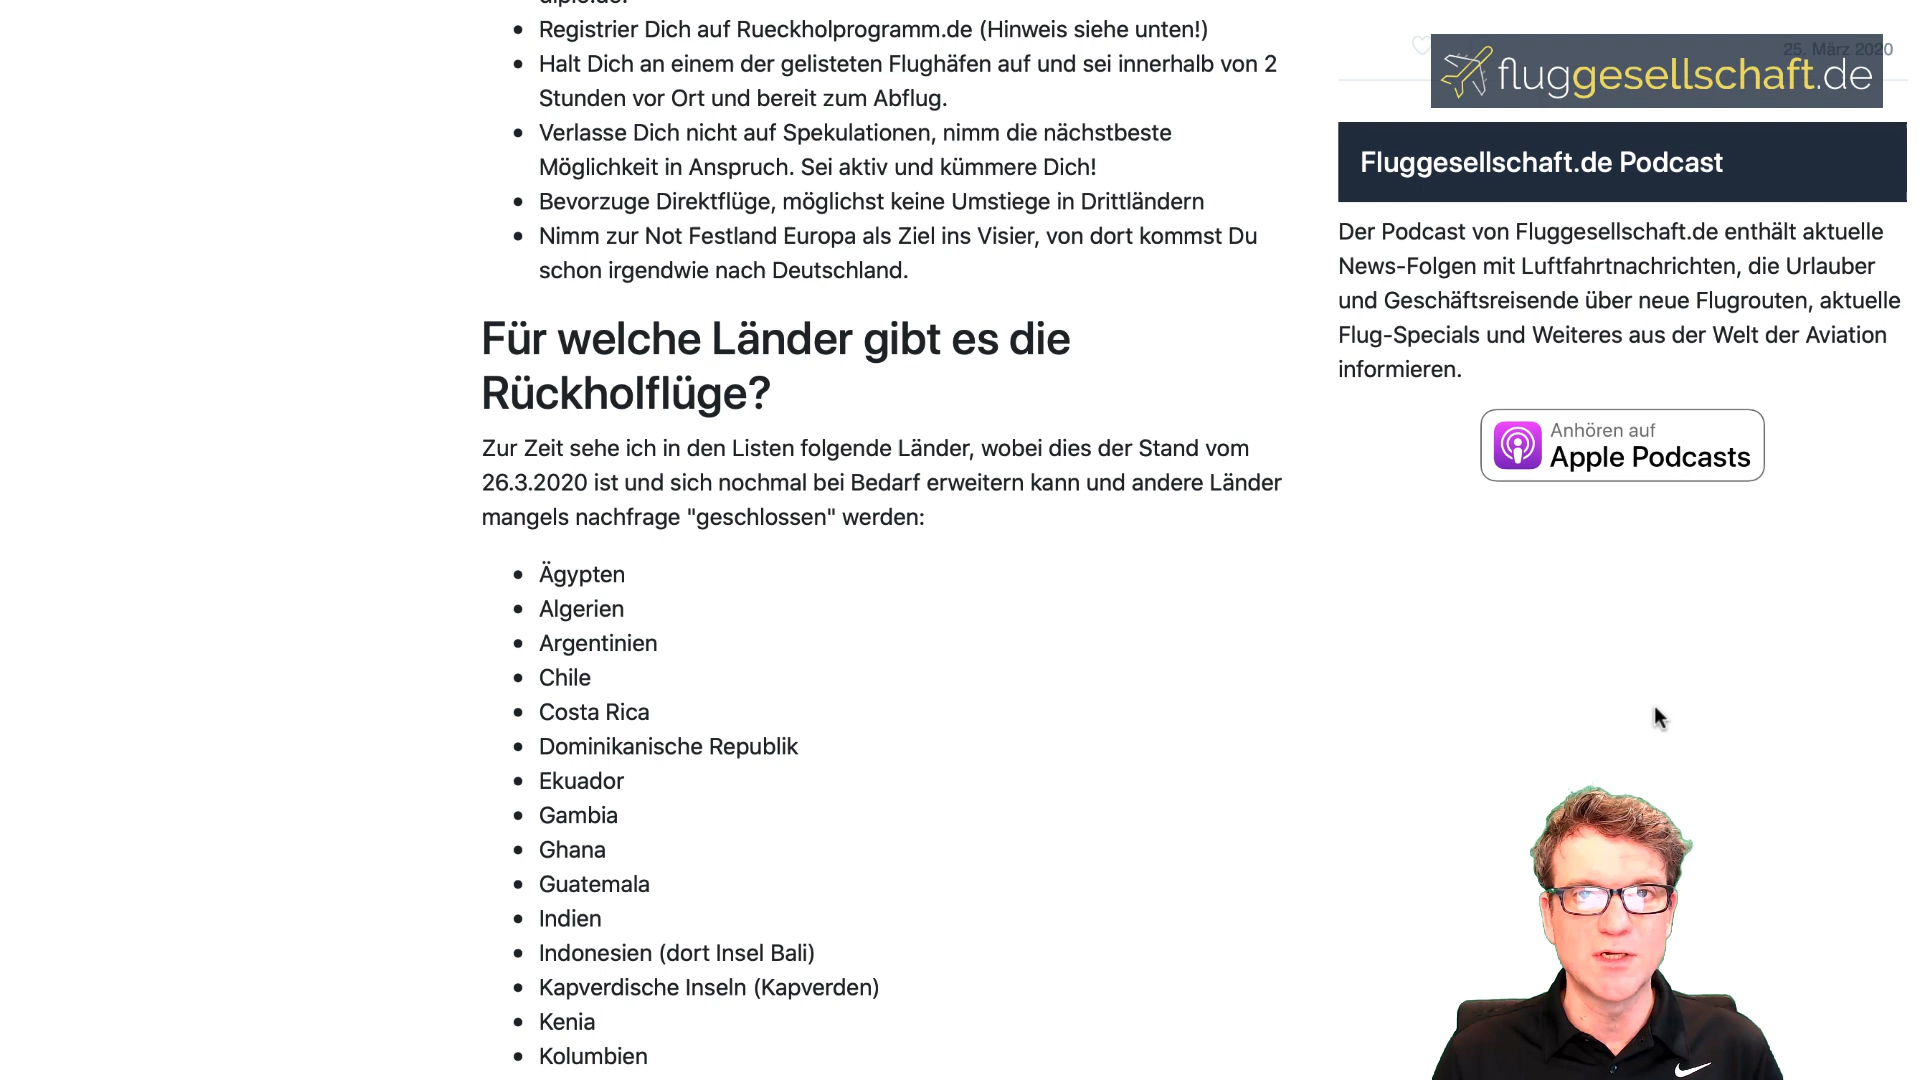 diplo.de.
Registrier Dich auf Rueckholprogramm.de (Hinweis siehe unten!)
Halt Dich an einem der gelisteten Flughäfen auf und sei innerhalb von 2
Stunden vor Ort und bereit zum Abflug.
Verlasse Dich nicht auf Spekulationen, nimm die nächstbeste
Möglichkeit in Anspruch. Sei aktiv und kümmere Dich!
Bevorzuge Direktflüge, möglichst keine Umstiege in Drittländern
Nimm zur Not Festland Europa als Ziel ins Visier, von dort kommst Du
schon irgendwie nach Deutschland.
Für welche Länder gibt es die
Rückholflüge?
Zur Zeit sehe ich in den Listen folgende Länder, wobei dies der Stand vom
26.3.2020 ist und sich nochmal bei Bedarf erweitern kann und andere Länder
mangels nachfrage "geschlossen" werden:
Ägypten
Algerien
Argentinien
Chile
Costa Rica
Dominikanische Republik
Ekuador
Gambia
Ghana
Guatemala
Indien
Indonesien (dort Insel Bali)
Kapverdische Inseln (Kapverden)
Kenia
Kolumbien
25. März 2020
fluggesellschaft.de
Fluggesellschaft.de Podcast
Der Podcast von Fluggesellschaft.de enthält aktuelle
News-Folgen mit Luftfahrtnachrichten, die Urlauber
und Geschäftsreisende über neue Flugrouten, aktuelle
Flug-Specials und Weiteres aus der Welt der Aviation
informieren.
Anhören auf
Apple Podcasts